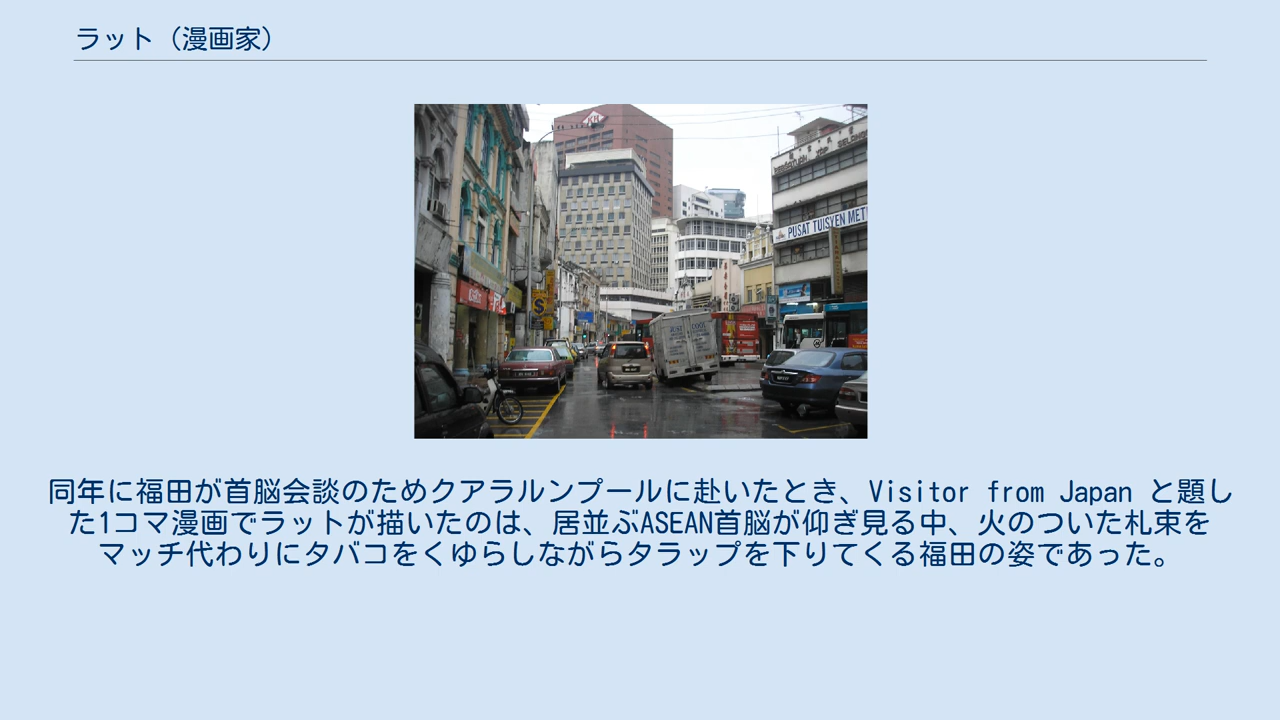 ラット（漫画家）
PUSAT TUISYEN MET
同年に福田が首脳会談のためクアラルンプールに赴いたとき、Visitor from Japan と題し
た1コマ漫画でラットが描いたのは、居並ぶASEAN首脳が仰ぎ見る中、火のついた札束を
マッチ代わりにタバコをくゆらしながらタラップを下りてくる福田の姿であった。